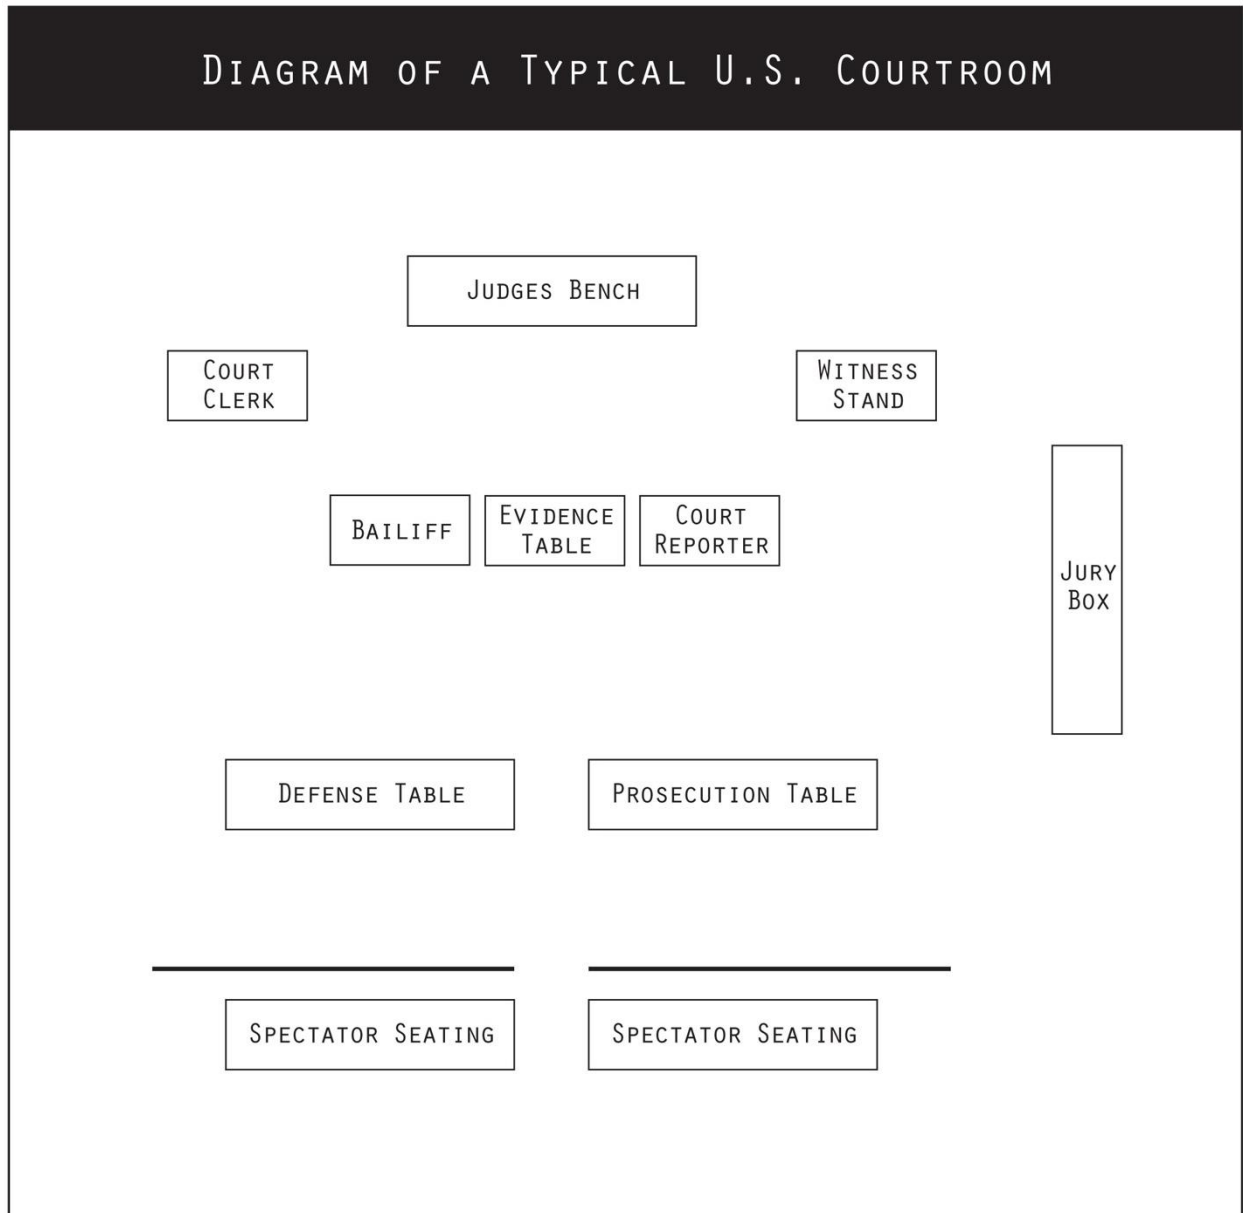 Diagram of a Typical U.S. Courtroom
Judges Bench
Court
Clerk
Witness
Stand
Bailiff
Evidence
Table
Court
Reporter
Jury
Box
Defense Table
Prosecution Table
Spectator Seating
Spectator Seating